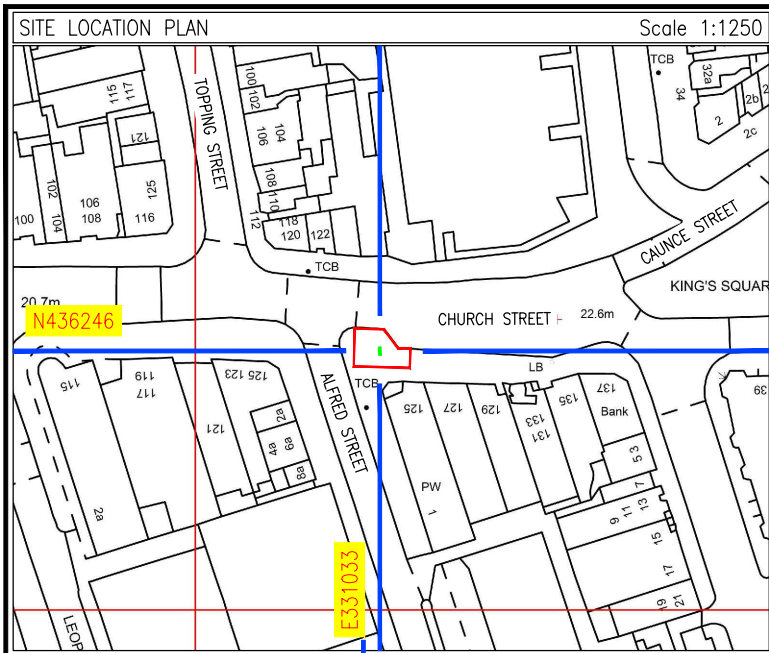 SITE LOCATION PLAN
Scale 1:1250
TCB
32a
34
2
2b
2
2c
100
102
106
104
108
110
112
118
120
122
TCB
TOPPING STREET
115
117
121
125
116
106
108
102
104
100
CAUNCE STREET
KING'S SQUAR
20.7m
N436246
CHURCH STREET
22.6m
LB
TCB
ALFRED STREET
115
119
117
123
125
121
2a
4a
6a
8a
2a
125
127
129
133
131
135
137
Bank
PW
1
5
3
7
9
11
13
15
17
19
21
39
E331033
LEOP